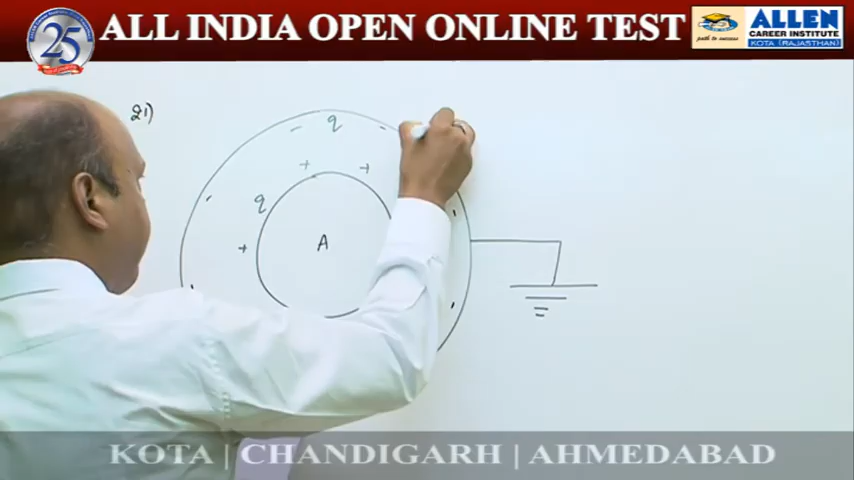 25
ALL INDIA OPEN ONLINE TEST
path to success
ALLEN
CAREER INSTITUTE
KOTA (RAJASTHAN)
21)
q
q
A
KOTA | CHANDIGARH | AHMEDABAD